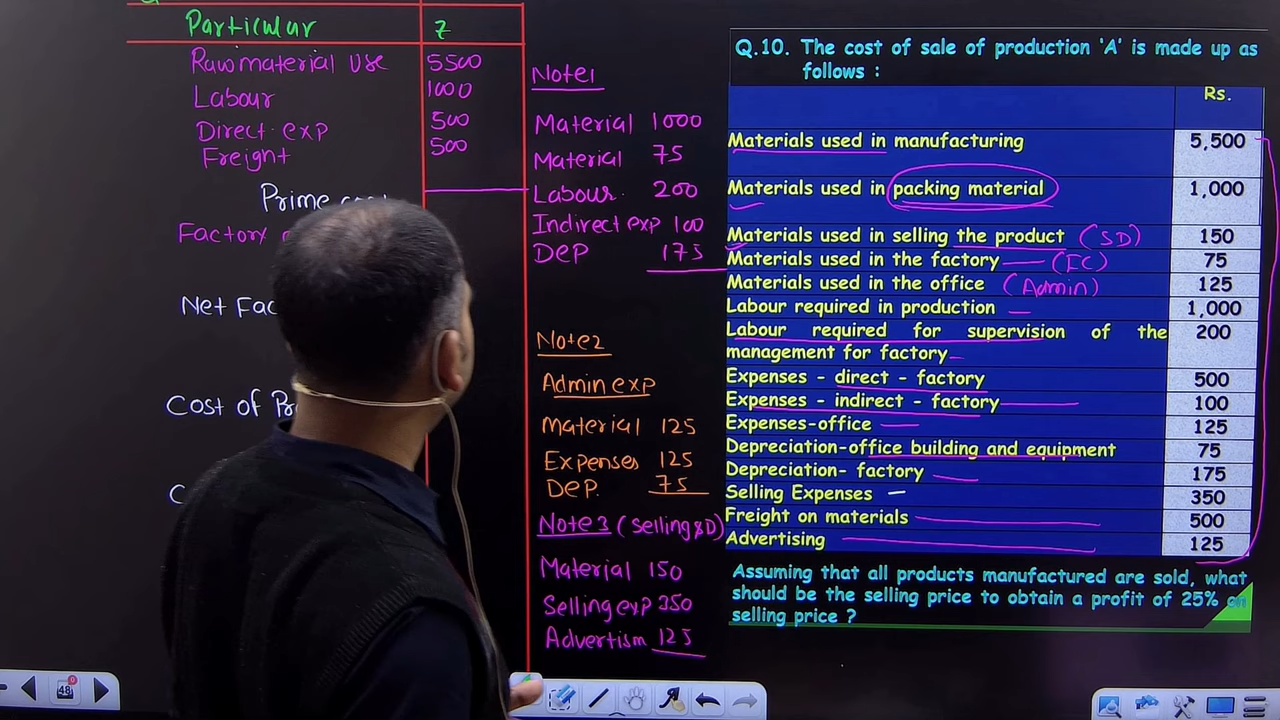 Particular ₹
Raw material Use 5500
Labour 1000
Direct exp 500
Freight 500
Prime
Factory
Net Fac
Cost of Pr
C
Note1
Material 1000
Material 75
Labour. 200
Indirect exp 100
DEP 175
Note2
Admin exp
Material 125
Expenses 125
DEP. 75
Note3 (Selling &D)
Material 150
Selling exp 350
Advertism 125
Q.10. The cost of sale of production 'A' is made up as
follows :
Rs.
Materials used in manufacturing 5,500
Materials used in packing material 1,000
Materials used in selling the product (SD) 150
Materials used in the factory (FC) 75
Materials used in the office (Admin) 125
Labour required in production 1,000
Labour required for supervision of the 200
management for factory
Expenses - direct - factory 500
Expenses - indirect - factory 100
Expenses-office 125
Depreciation-office building and equipment 75
Depreciation- factory 175
Selling Expenses 350
Freight on materials 500
Advertising 125
Assuming that all products manufactured are sold, what
should be the selling price to obtain a profit of 25% on
selling price ?
48